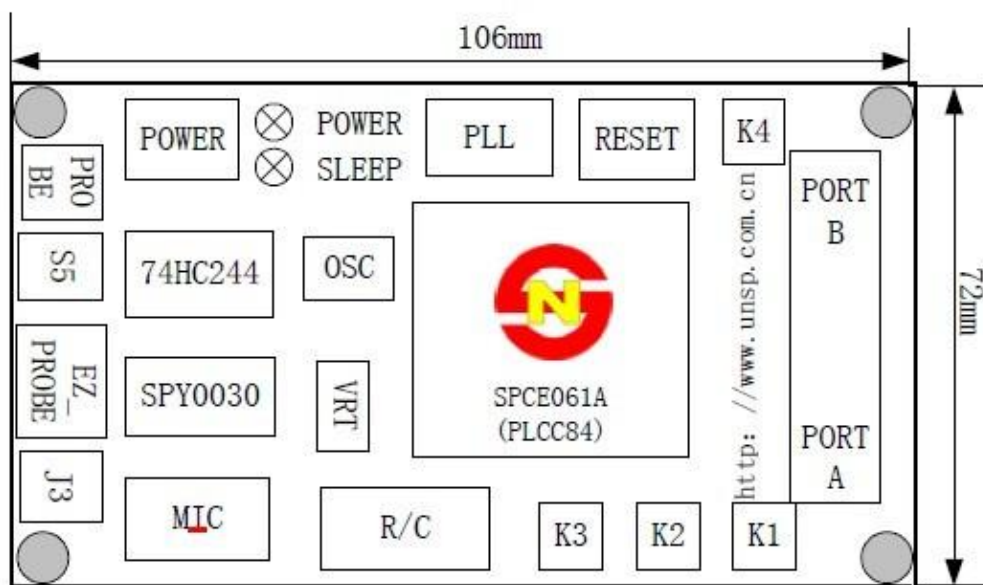 106mm
POWER
POWER
SLEEP
PLL
RESET
K4
PRO
BE
PORT
B
S5
74HC244
OSC
N
72mm
http: //www.unsp.com.cn
EZ_
PROBE
SPY0030
VRT
SPCE061A
(PLCC84)
PORT
A
J3
MIC
R/C
K3
K2
K1